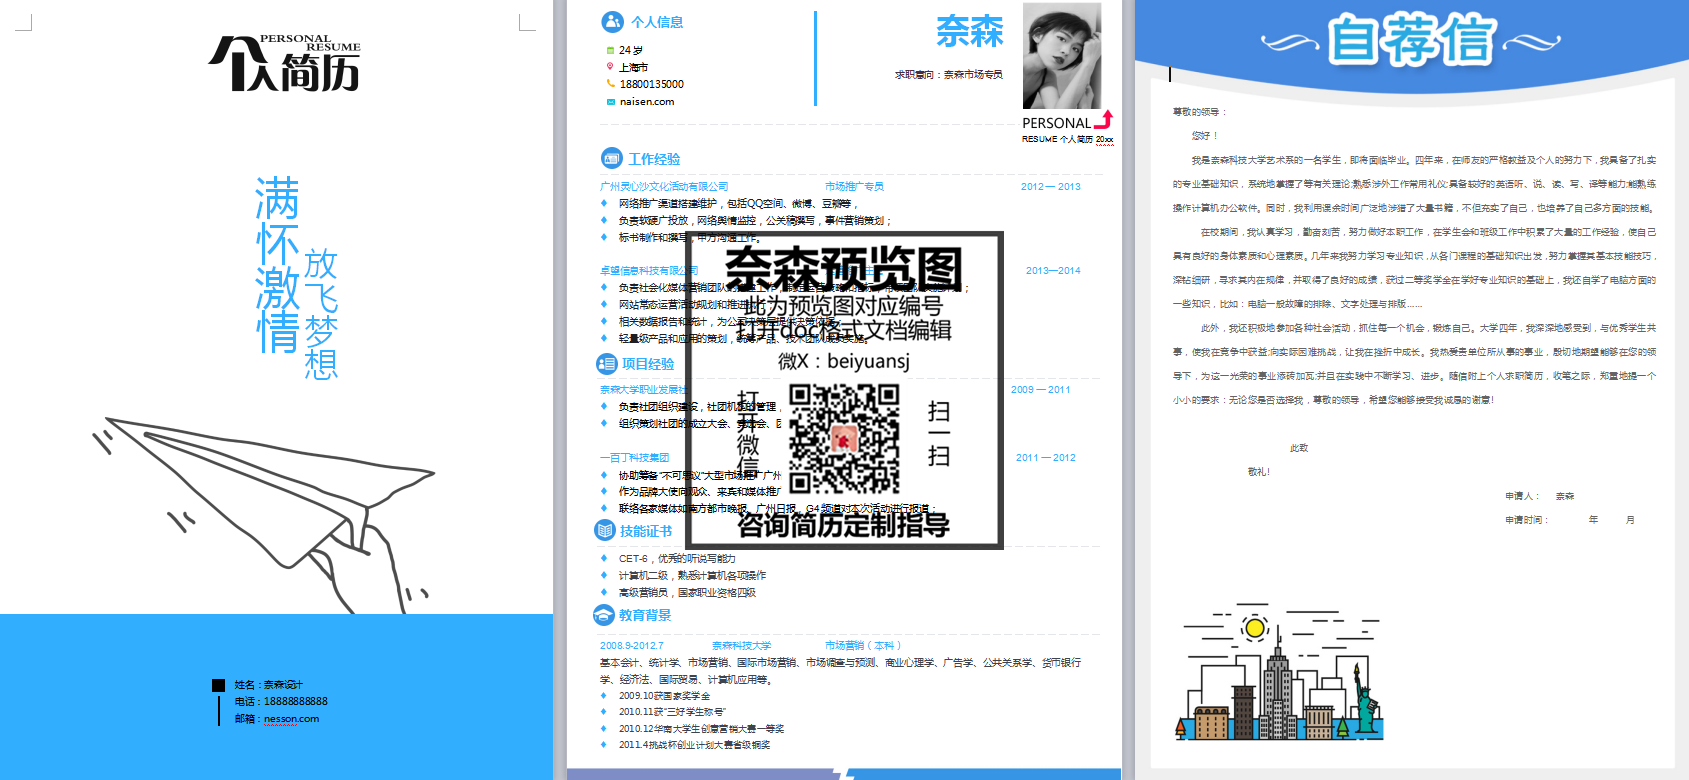 个人简历
PERSONAL
RESUME
满怀激情
放飞梦想
姓名：奈森设计
电话：18888888888
邮箱：nesson.com
个人信息
24 岁
上海市
18800135000
naisen.com
奈森
求职意向：奈森市场专员
PERSONAL
RESUME 个人简历 20xx
工作经验
广州灵心沙文化活动有限公司 市场推广专员 2012 — 2013
网络推广渠道搭建维护，包括QQ空间、微博、豆瓣等，
负责软硬广投放，网络舆情监控，公关稿撰写，事件营销策划；
标书制作和撰写，甲方沟通工作。
卓望信息科技有限公司 2013—2014
负责社会化媒体营销团队的
网站常态运营活动规划和推进
相关数据报告和统计，为公司决策层提供决策依据；
轻量级产品和应用的策划，统筹产品、技术团队成员实施。
项目经验
奈森大学职业发展社 2009 — 2011
负责社团组织建设，社团机构的管理，
组织策划社团的成立大会、竞选会、
一百丁科技集团 2011 — 2012
协助筹备“不可思议”大型市场推广广州
作为品牌大使向观众、来宾和媒体推广
联络各家媒体如南方都市晚报、广州日报、G4 频道对本次活动进行报道；
技能证书
CET-6，优秀的听说写能力
计算机二级，熟悉计算机各项操作
高级营销员，国家职业资格四级
教育背景
2008.9-2012.7 奈森科技大学 市场营销（本科）
基本会计、统计学、市场营销、国际市场营销、市场调查与预测、商业心理学、广告学、公共关系学、货币银行
学、经济法、国际贸易、计算机应用等。
2009.10获国家奖学金
2010.11获“三好学生称号”
2010.12华南大学生创意营销大赛一等奖
2011.4挑战杯创业计划大赛省级铜奖
奈森预览图
此为预览图对应编号
打开doc格式文档编辑
微X：beiyuansj
打开微信
扫一扫
咨询简历定制指导
自荐信
尊敬的领导：
您好！
我是奈森科技大学艺术系的一名学生，即将面临毕业。四年来，在师友的严格教益及个人的努力下，我具备了扎实
的专业基础知识，系统地掌握了等有关理论;熟悉涉外工作常用礼仪;具备较好的英语听、说、读、写、译等能力;能熟练
操作计算机办公软件。同时，我利用课余时间广泛地涉猎了大量书籍，不但充实了自己，也培养了自己多方面的技能。
在校期间，我认真学习，勤奋刻苦，努力做好本职工作，在学生会和班级工作中积累了大量的工作经验，使自己
具有良好的身体素质和心理素质。几年来我努力学习专业知识，从各门课程的基础知识出发，努力掌握其基本技能技巧，
深钻细研，寻求其内在规律，并取得了良好的成绩，获过二等奖学金在学好专业知识的基础上，我还自学了电脑方面的
一些知识，比如：电脑一般故障的排除、文字处理与排版......
此外，我还积极地参加各种社会活动，抓住每一个机会，锻炼自己。大学四年，我深深地感受到，与优秀学生共
事，使我在竞争中获益;向实际困难挑战，让我在挫折中成长。我热爱贵单位所从事的事业，殷切地期望能够在您的领
导下，为这一光荣的事业添砖加瓦;并且在实践中不断学习、进步。随信附上个人求职简历，收笔之际，郑重地提一个
小小的要求：无论您是否选择我，尊敬的领导，希望您能够接受我诚恳的谢意!
此致
敬礼!
申请人： 奈森
申请时间： 年 月